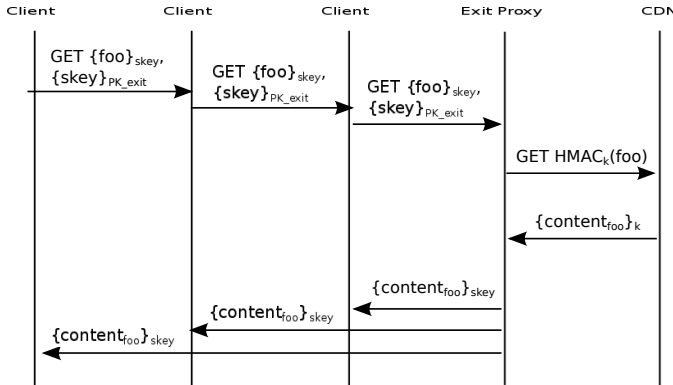 Client Client Client Exit Proxy CDN
GET {foo}skey,
{skey}PK_exit
GET {foo}skey,
{skey}PK_exit
GET {foo}skey,
{skey}PK_exit
GET HMACk(foo)
{contentfoo}k
{contentfoo}skey
{contentfoo}skey
{contentfoo}skey